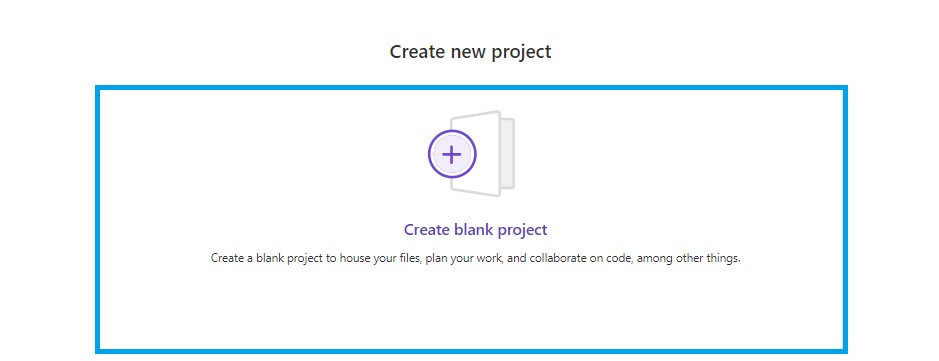 Create new project
Create blank project
Create a blank project to house your files, plan your work, and collaborate on code, among other things.